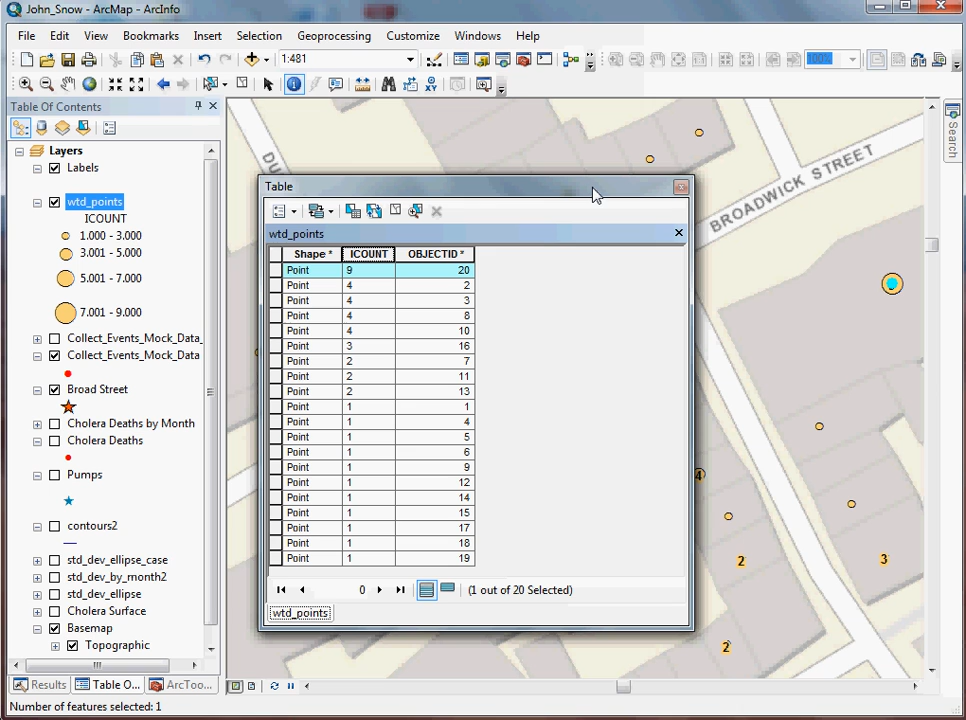 John_Snow - ArcMap - ArcInfo
File Edit View Bookmarks Insert Selection Geoprocessing Customize Windows Help
1:481
100%
Table Of Contents
Layers
Labels
wtd_points
ICOUNT
1.000 - 3.000
3.001 - 5.000
5.001 - 7.000
7.001 - 9.000
Collect_Events_Mock_Data_
Collect_Events_Mock_Data
Broad Street
Cholera Deaths by Month
Cholera Deaths
Pumps
contours2
std_dev_ellipse_case
std_dev_by_month2
std_dev_ellipse
Cholera Surface
Basemap
Topographic
Results Table O... ArcToo...
Number of features selected: 1
Search
DU
BROADWICK STREET
4
2
3
2
Table
wtd_points
Shape * ICOUNT OBJECTID *
Point 9 20
Point 4 2
Point 4 3
Point 4 8
Point 4 10
Point 3 16
Point 2 7
Point 2 11
Point 2 13
Point 1 1
Point 1 4
Point 1 5
Point 1 6
Point 1 9
Point 1 12
Point 1 14
Point 1 15
Point 1 17
Point 1 18
Point 1 19
0 (1 out of 20 Selected)
wtd_points